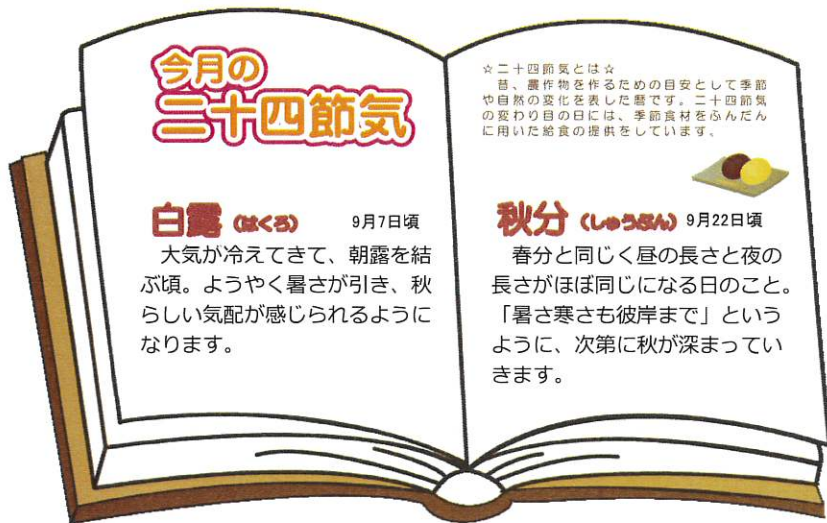 今月の
二十四節気
白露（はくろ） 9月7日頃
　大気が冷えてきて、朝露を結
ぶ頃。ようやく暑さが引き、秋
らしい気配が感じられるように
なります。
☆二十四節気とは☆
　昔、農作物を作るための目安として季節
や自然の変化を表した暦です。二十四節気
の変わり目の日には、季節食材をふんだん
に用いた給食の提供をしています。
秋分（しゅうぶん）9月22日頃
　春分と同じく昼の長さと夜の
長さがほぼ同じになる日のこと。
「暑さ寒さも彼岸まで」という
ように、次第に秋が深まってい
きます。